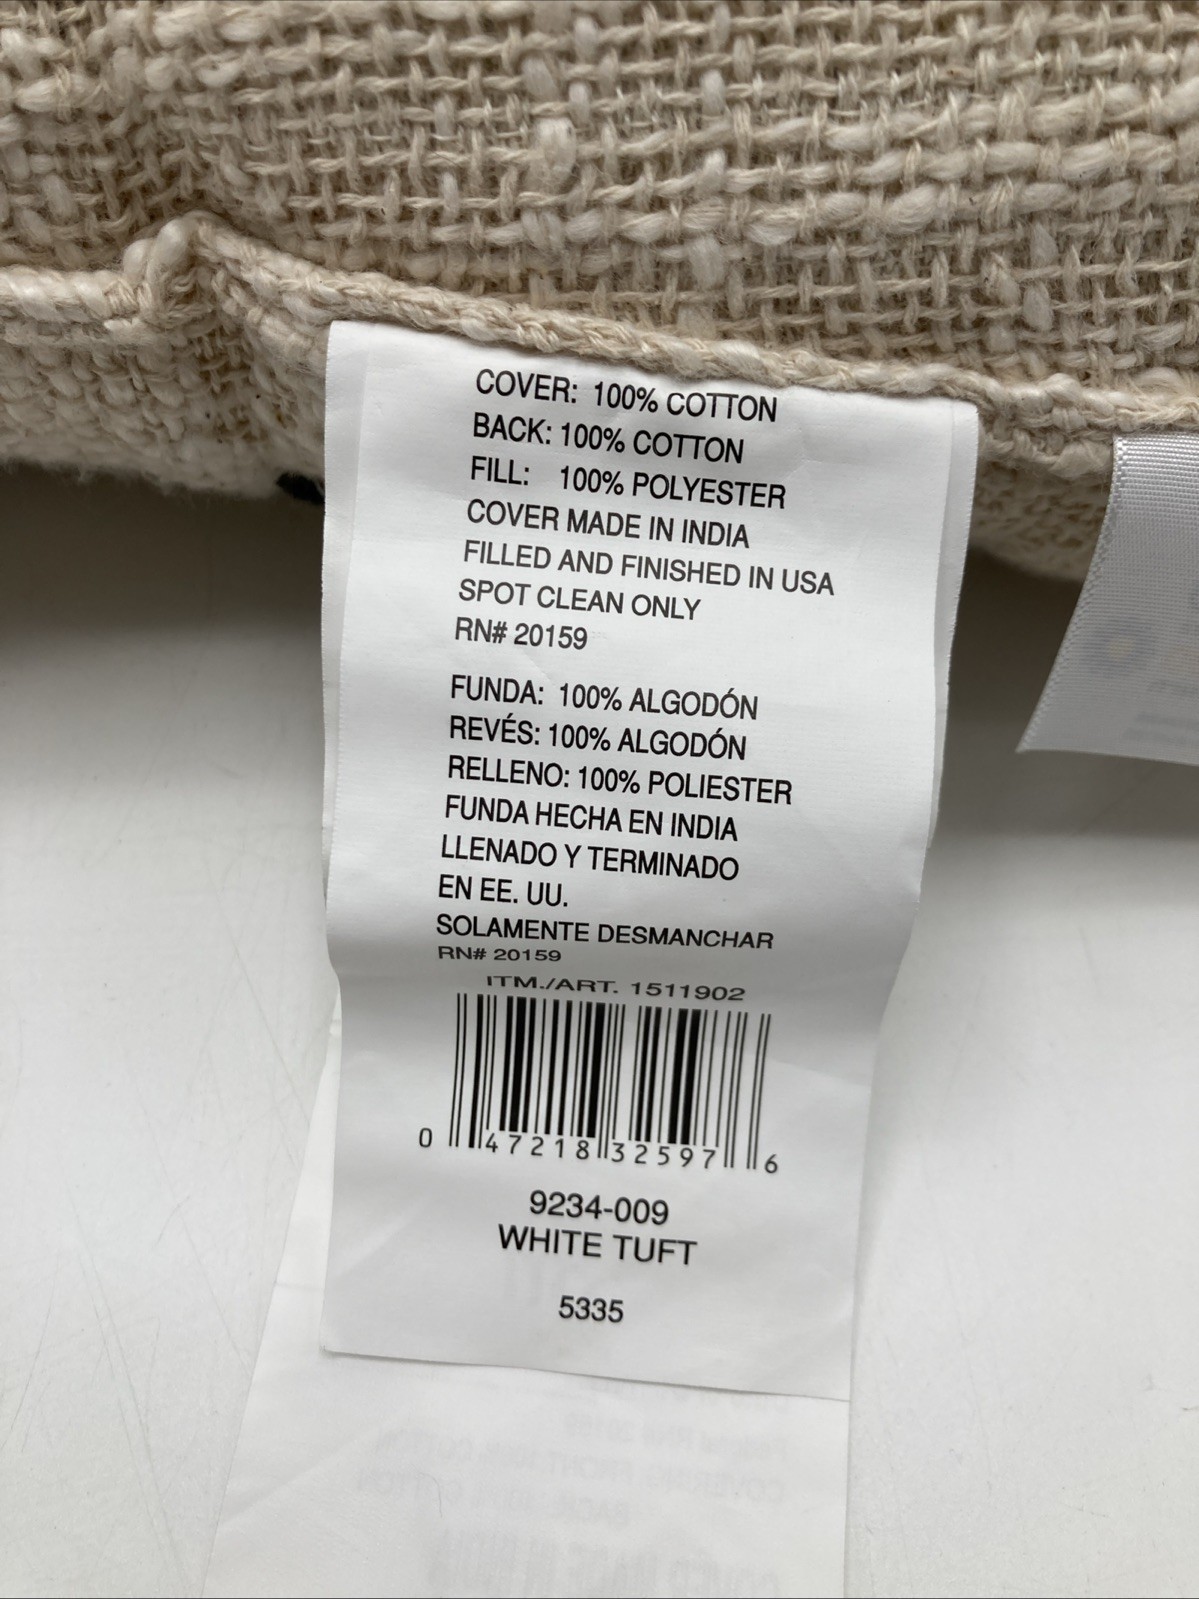 COVER: 100% COTTON
BACK: 100% COTTON
FILL: 100% POLYESTER
COVER MADE IN INDIA
FILLED AND FINISHED IN USA
SPOT CLEAN ONLY
RN# 20159
FUNDA: 100% ALGODÓN
REVÉS: 100% ALGODÓN
RELLENO: 100% POLIESTER
FUNDA HECHA EN INDIA
LLENADO Y TERMINADO
EN EE. UU.
SOLAMENTE DESMANCHAR
RN# 20159
ITM./ART. 1511902
0 47218 32597 6
9234-009
WHITE TUFT
5335